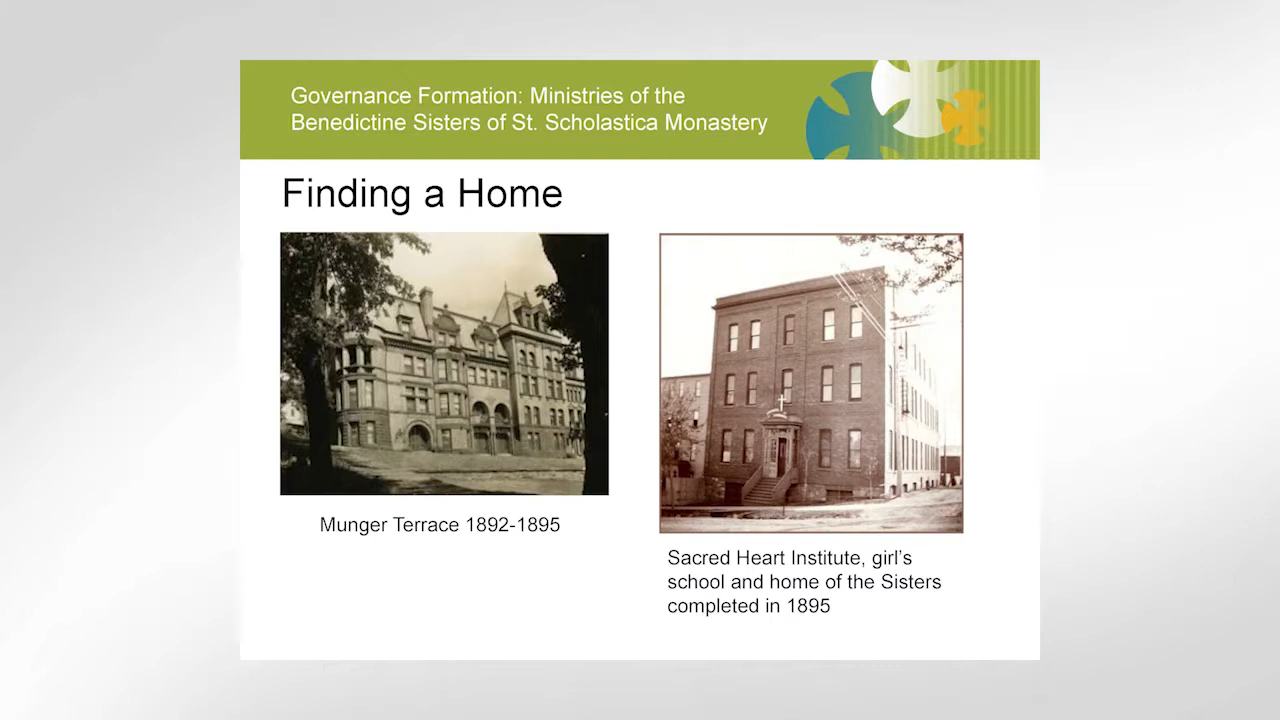 Governance Formation: Ministries of the
Benedictine Sisters of St. Scholastica Monastery
Finding a Home
Munger Terrace 1892-1895
Sacred Heart Institute, girl's
school and home of the Sisters
completed in 1895